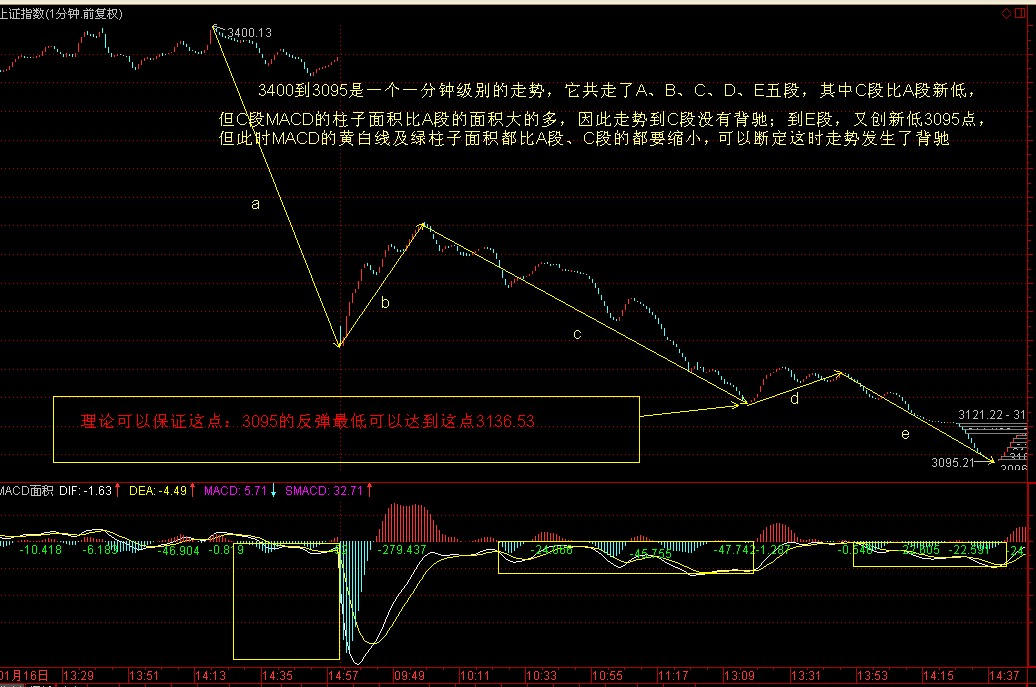 上证指数(1分钟.前复权)
3400.13
3400到3095是一个一分钟级别的走势，它共走了A、B、C、D、E五段，其中C段比A段新低，
但C段MACD的柱子面积比A段的面积大的多，因此走势到C段没有背驰；到E段，又创新低3095点，
但此时MACD的黄白线及绿柱子面积都比A段、C段的都要缩小，可以断定这时走势发生了背驰
a
b
c
d
e
理论可以保证这点：3095的反弹最低可以达到这点3136.53
3121.22 - 31
3095.21
MACD面积 DIF: -1.63 DEA: -4.49 MACD: 5.71 SMACD: 32.71
-10.418 -6.189 -46.904 -0.819 -279.437 -45.755 -47.742 -22.591
01月16日 13:29 13:51 14:13 14:35 14:57 09:49 10:11 10:33 10:55 11:17 13:09 13:31 13:53 14:15 14:37